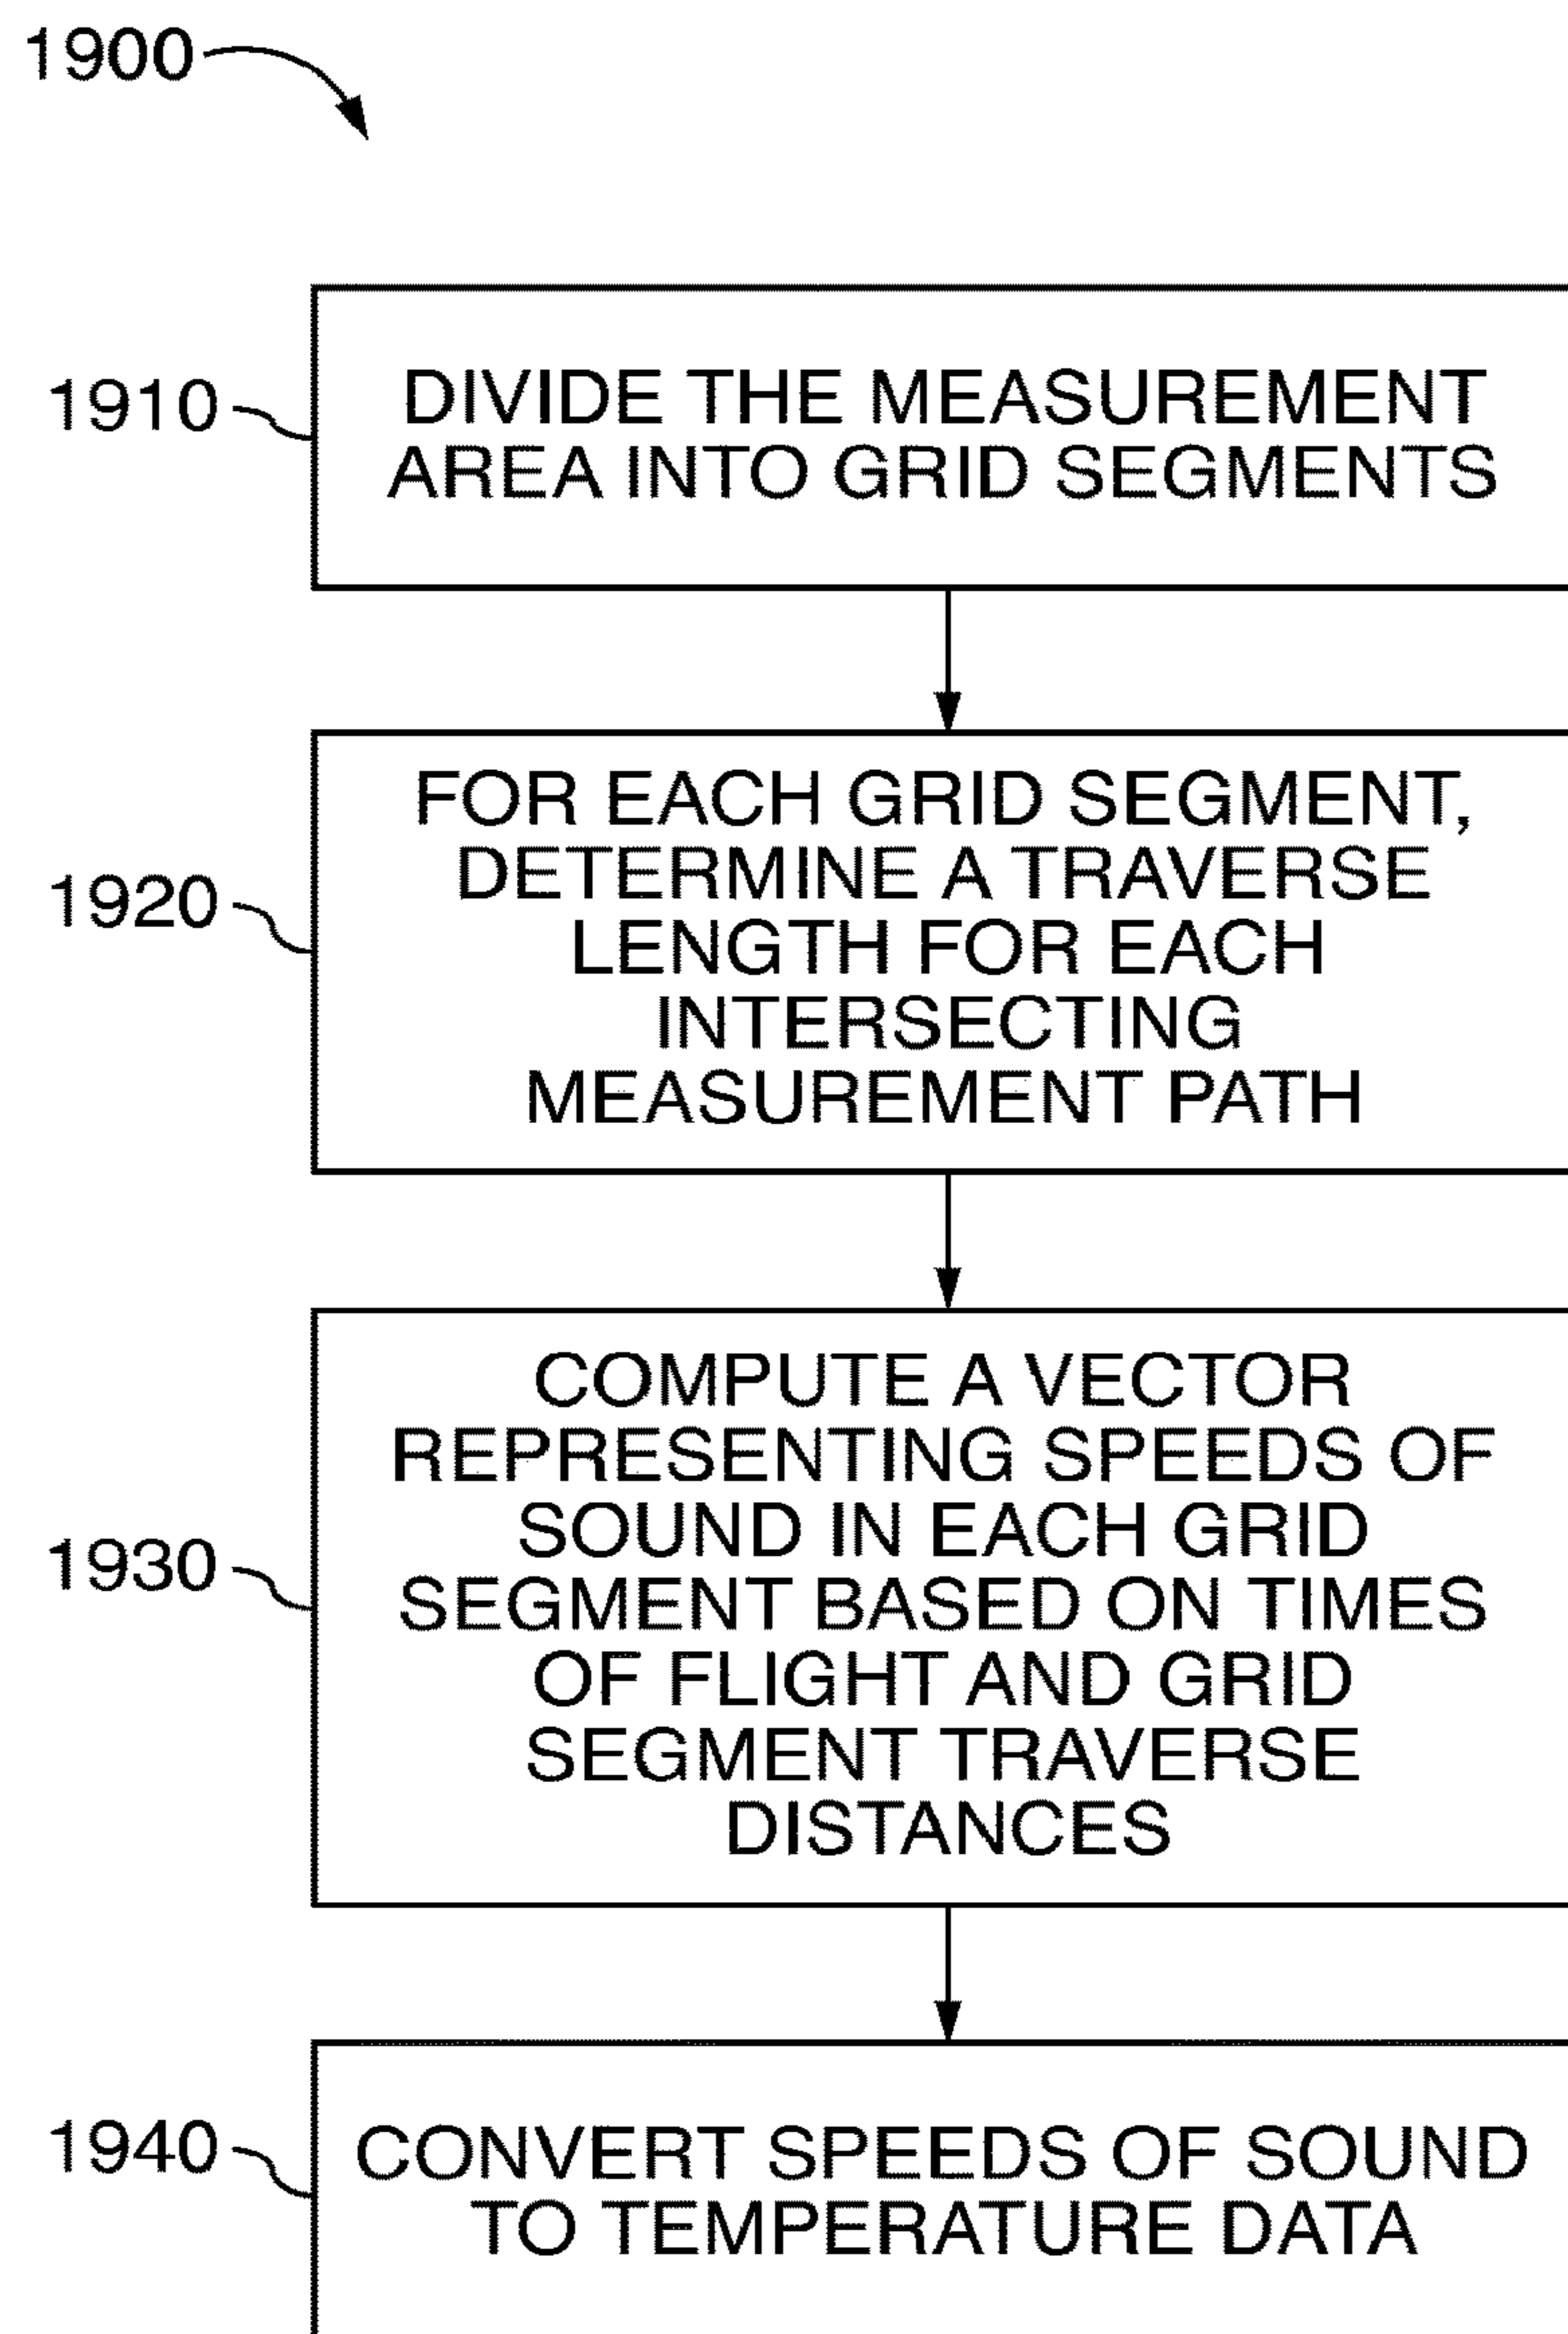 1900
1910
DIVIDE THE MEASUREMENT
AREA INTO GRID SEGMENTS
1920
FOR EACH GRID SEGMENT,
DETERMINE A TRAVERSE
LENGTH FOR EACH
INTERSECTING
MEASUREMENT PATH
1930
COMPUTE A VECTOR
REPRESENTING SPEEDS OF
SOUND IN EACH GRID
SEGMENT BASED ON TIMES
OF FLIGHT AND GRID
SEGMENT TRAVERSE
DISTANCES
1940
CONVERT SPEEDS OF SOUND
TO TEMPERATURE DATA